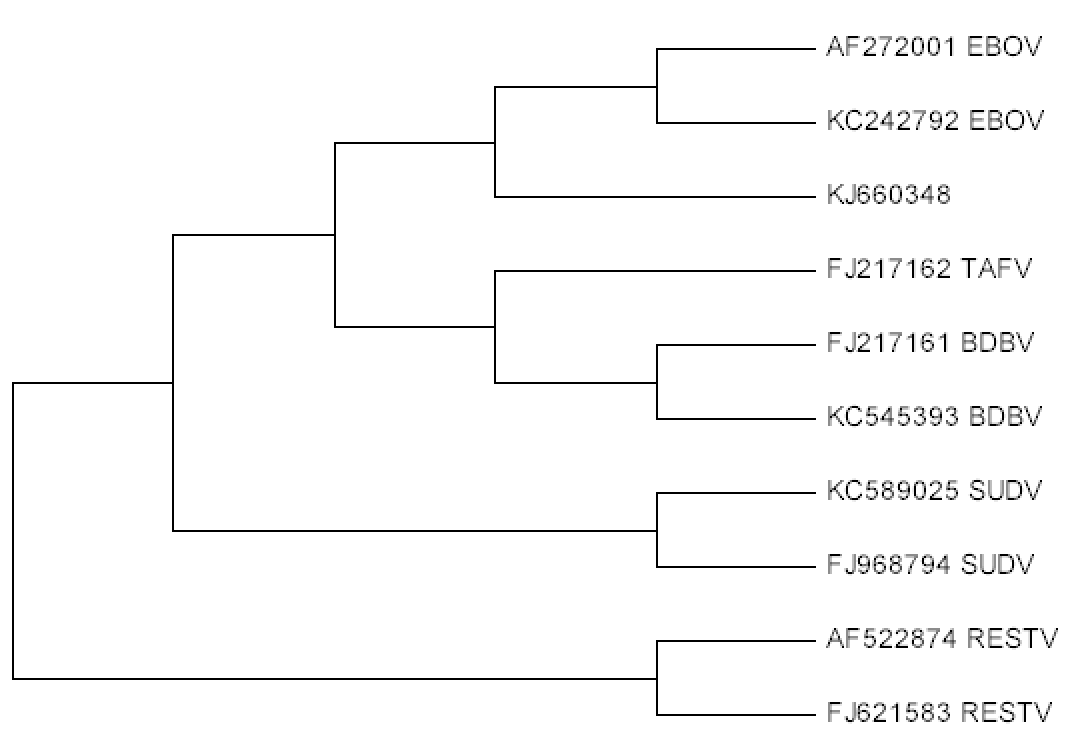 AF272001 EBOV
KC242792 EBOV
KJ660348
FJ217162 TAFV
FJ217161 BDBV
KC545393 BDBV
KC589025 SUDV
FJ968794 SUDV
AF522874 RESTV
FJ621583 RESTV